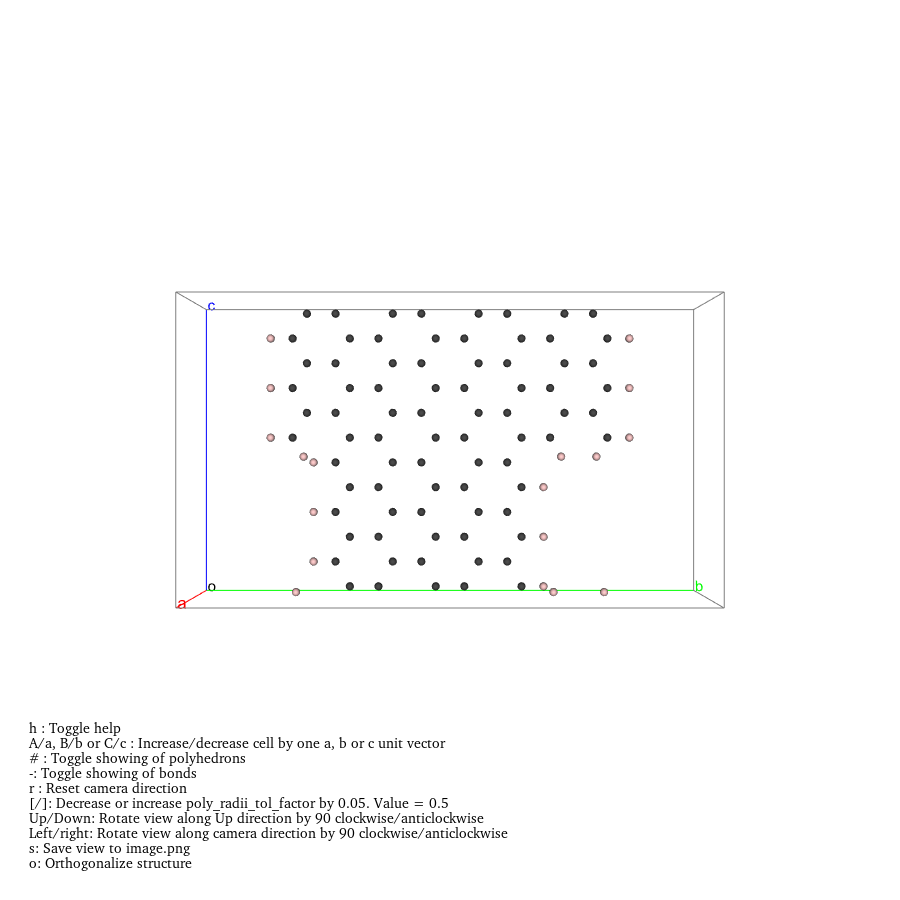 c
o
b
a
h : Toggle help
A/a, B/b or C/c : Increase/decrease cell by one a, b or c unit vector
# : Toggle showing of polyhedrons
-: Toggle showing of bonds
r : Reset camera direction
[/]: Decrease or increase poly_radii_tol_factor by 0.05. Value = 0.5
Up/Down: Rotate view along Up direction by 90 clockwise/anticlockwise
Left/right: Rotate view along camera direction by 90 clockwise/anticlockwise
s: Save view to image.png
o: Orthogonalize structure